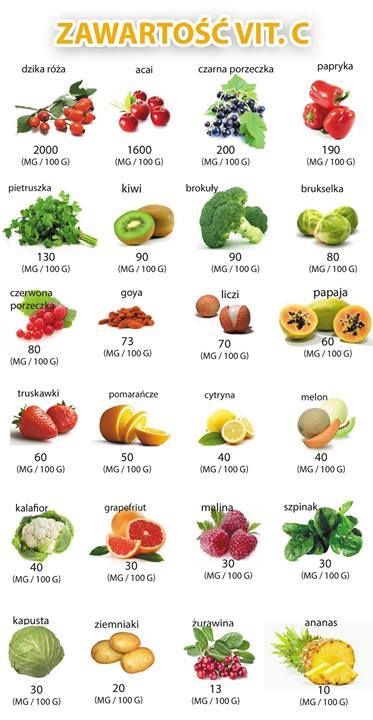 ZAWARTOŚĆ VIT. C
dzika róża
2000
(MG / 100 G)
acai
1600
(MG / 100 G)
czarna porzeczka
200
(MG / 100 G)
papryka
190
(MG / 100 G)
pietruszka
130
(MG / 100 G)
kiwi
90
(MG / 100 G)
brokuły
90
(MG / 100 G)
brukselka
80
(MG / 100 G)
czerwona
porzeczka
80
(MG / 100 G)
goya
73
(MG / 100 G)
liczi
70
(MG / 100 G)
papaja
60
(MG / 100 G)
truskawki
60
(MG / 100 G)
pomarańcze
50
(MG / 100 G)
cytryna
40
(MG / 100 G)
melon
40
(MG / 100 G)
kalafior
40
(MG / 100 G)
grapefriut
30
(MG / 100 G)
malina
30
(MG / 100 G)
szpinak
30
(MG / 100 G)
kapusta
30
(MG / 100 G)
ziemniaki
20
(MG / 100 G)
żurawina
13
(MG / 100 G)
ananas
10
(MG / 100 G)